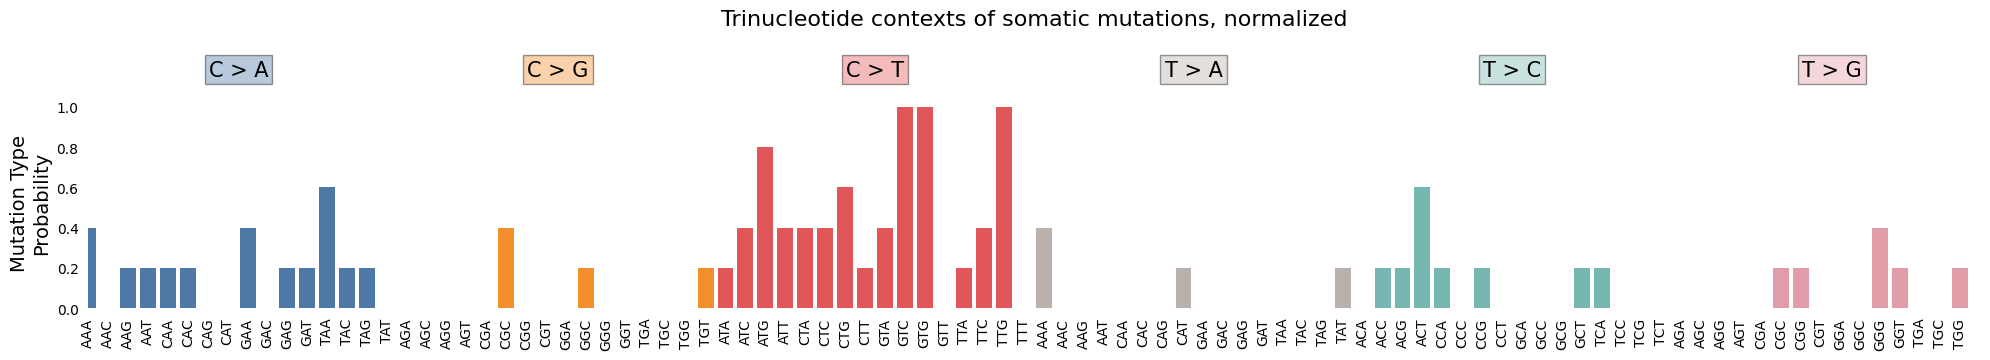 Trinucleotide contexts of somatic mutations, normalized
C > A C > G C > T T > A T > C T > G
Mutation Type
Probability
1.0
0.8
0.6
0.4
0.2
0.0
AAA AAC AAG AAT CAA CAC CAG CAT GAA GAC GAG GAT TAA TAC TAG TAT AGA AGC AGG AGT CGA CGC CGG CGT GGA GGC GGG GGT TGA TGC TGG TGT ATA ATC ATG ATT CTA CTC CTG CTT GTA GTC GTG GTT TTA TTC TTG TTT AAA AAC AAG AAT CAA CAC CAG CAT GAA GAC GAG GAT TAA TAC TAG TAT ACA ACC ACG ACT CCA CCC CCG CCT GCA GCC GCG GCT TCA TCC TCG TCT AGA AGC AGG AGT CGA CGC CGG CGT GGA GGC GGG GGT TGA TGC TGG